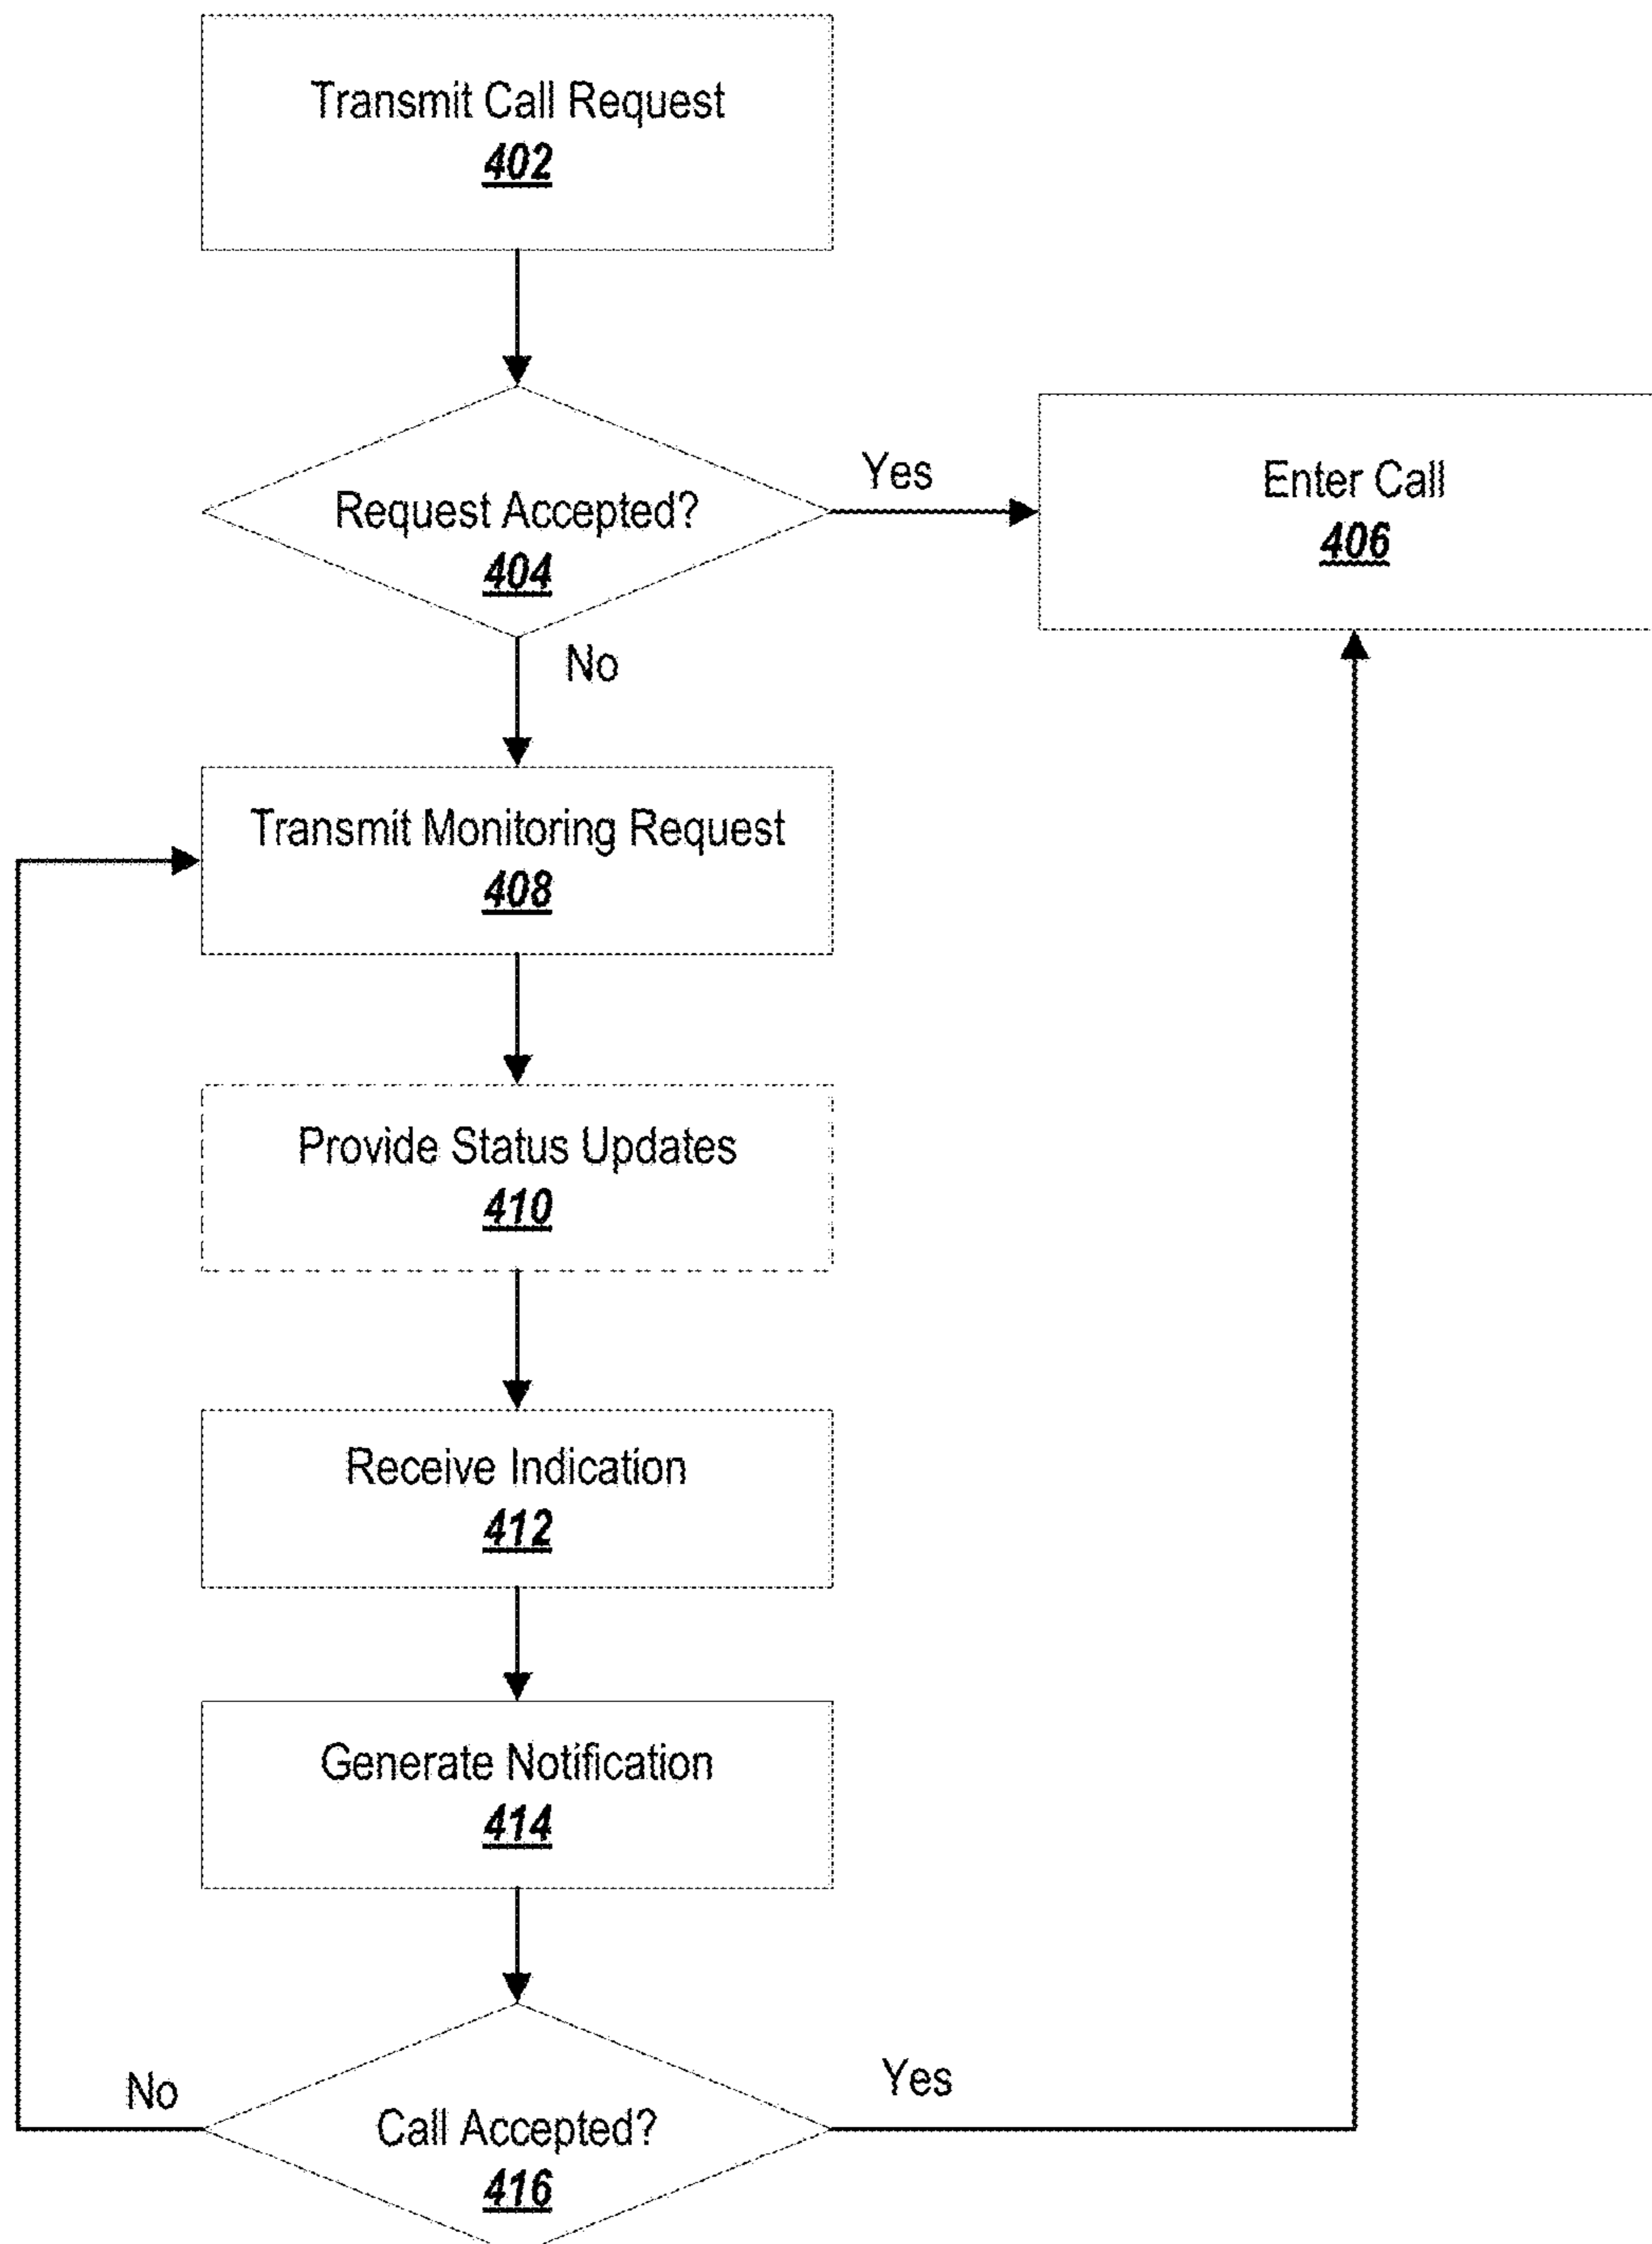 Transmit Call Request
402
Request Accepted?
404
Yes
Enter Call
406
No
Transmit Monitoring Request
408
Provide Status Updates
410
Receive Indication
412
Generate Notification
414
No
Call Accepted?
416
Yes